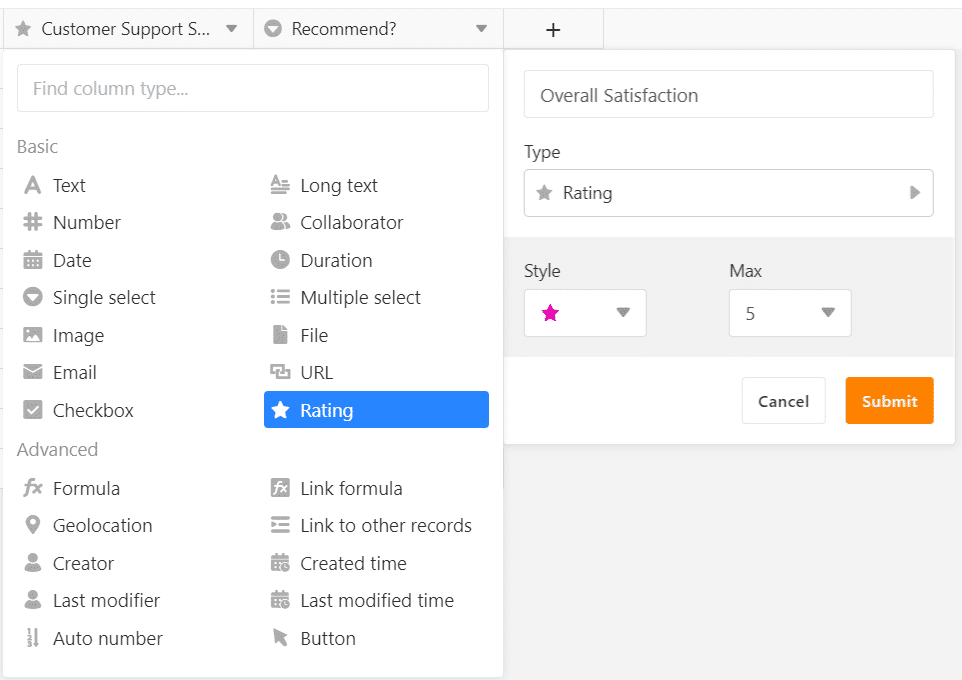 Customer Support S...
Recommend?
+
Find column type...
Basic
Text
Long text
Number
Collaborator
Date
Duration
Single select
Multiple select
Image
File
Email
URL
Checkbox
Rating
Advanced
Formula
Link formula
Geolocation
Link to other records
Creator
Created time
Last modifier
Last modified time
Auto number
Button
Overall Satisfaction
Type
Rating
Style
Max
5
Cancel
Submit